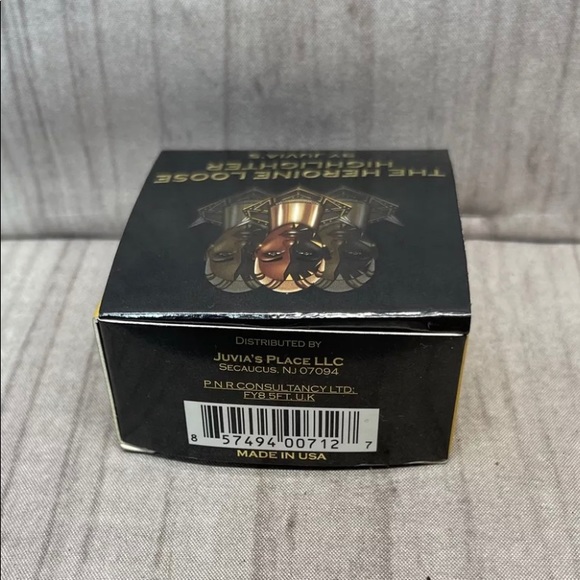 THE HEROINE LOOSE
HIGHLIGHTER
BY JUVIA'S
DISTRIBUTED BY
JUVIA'S PLACE LLC
SECAUCUS, NJ 07094
P N R CONSULTANCY LTD:
FY8 5FT. U.K
8 57494 00712 7
MADE IN USA